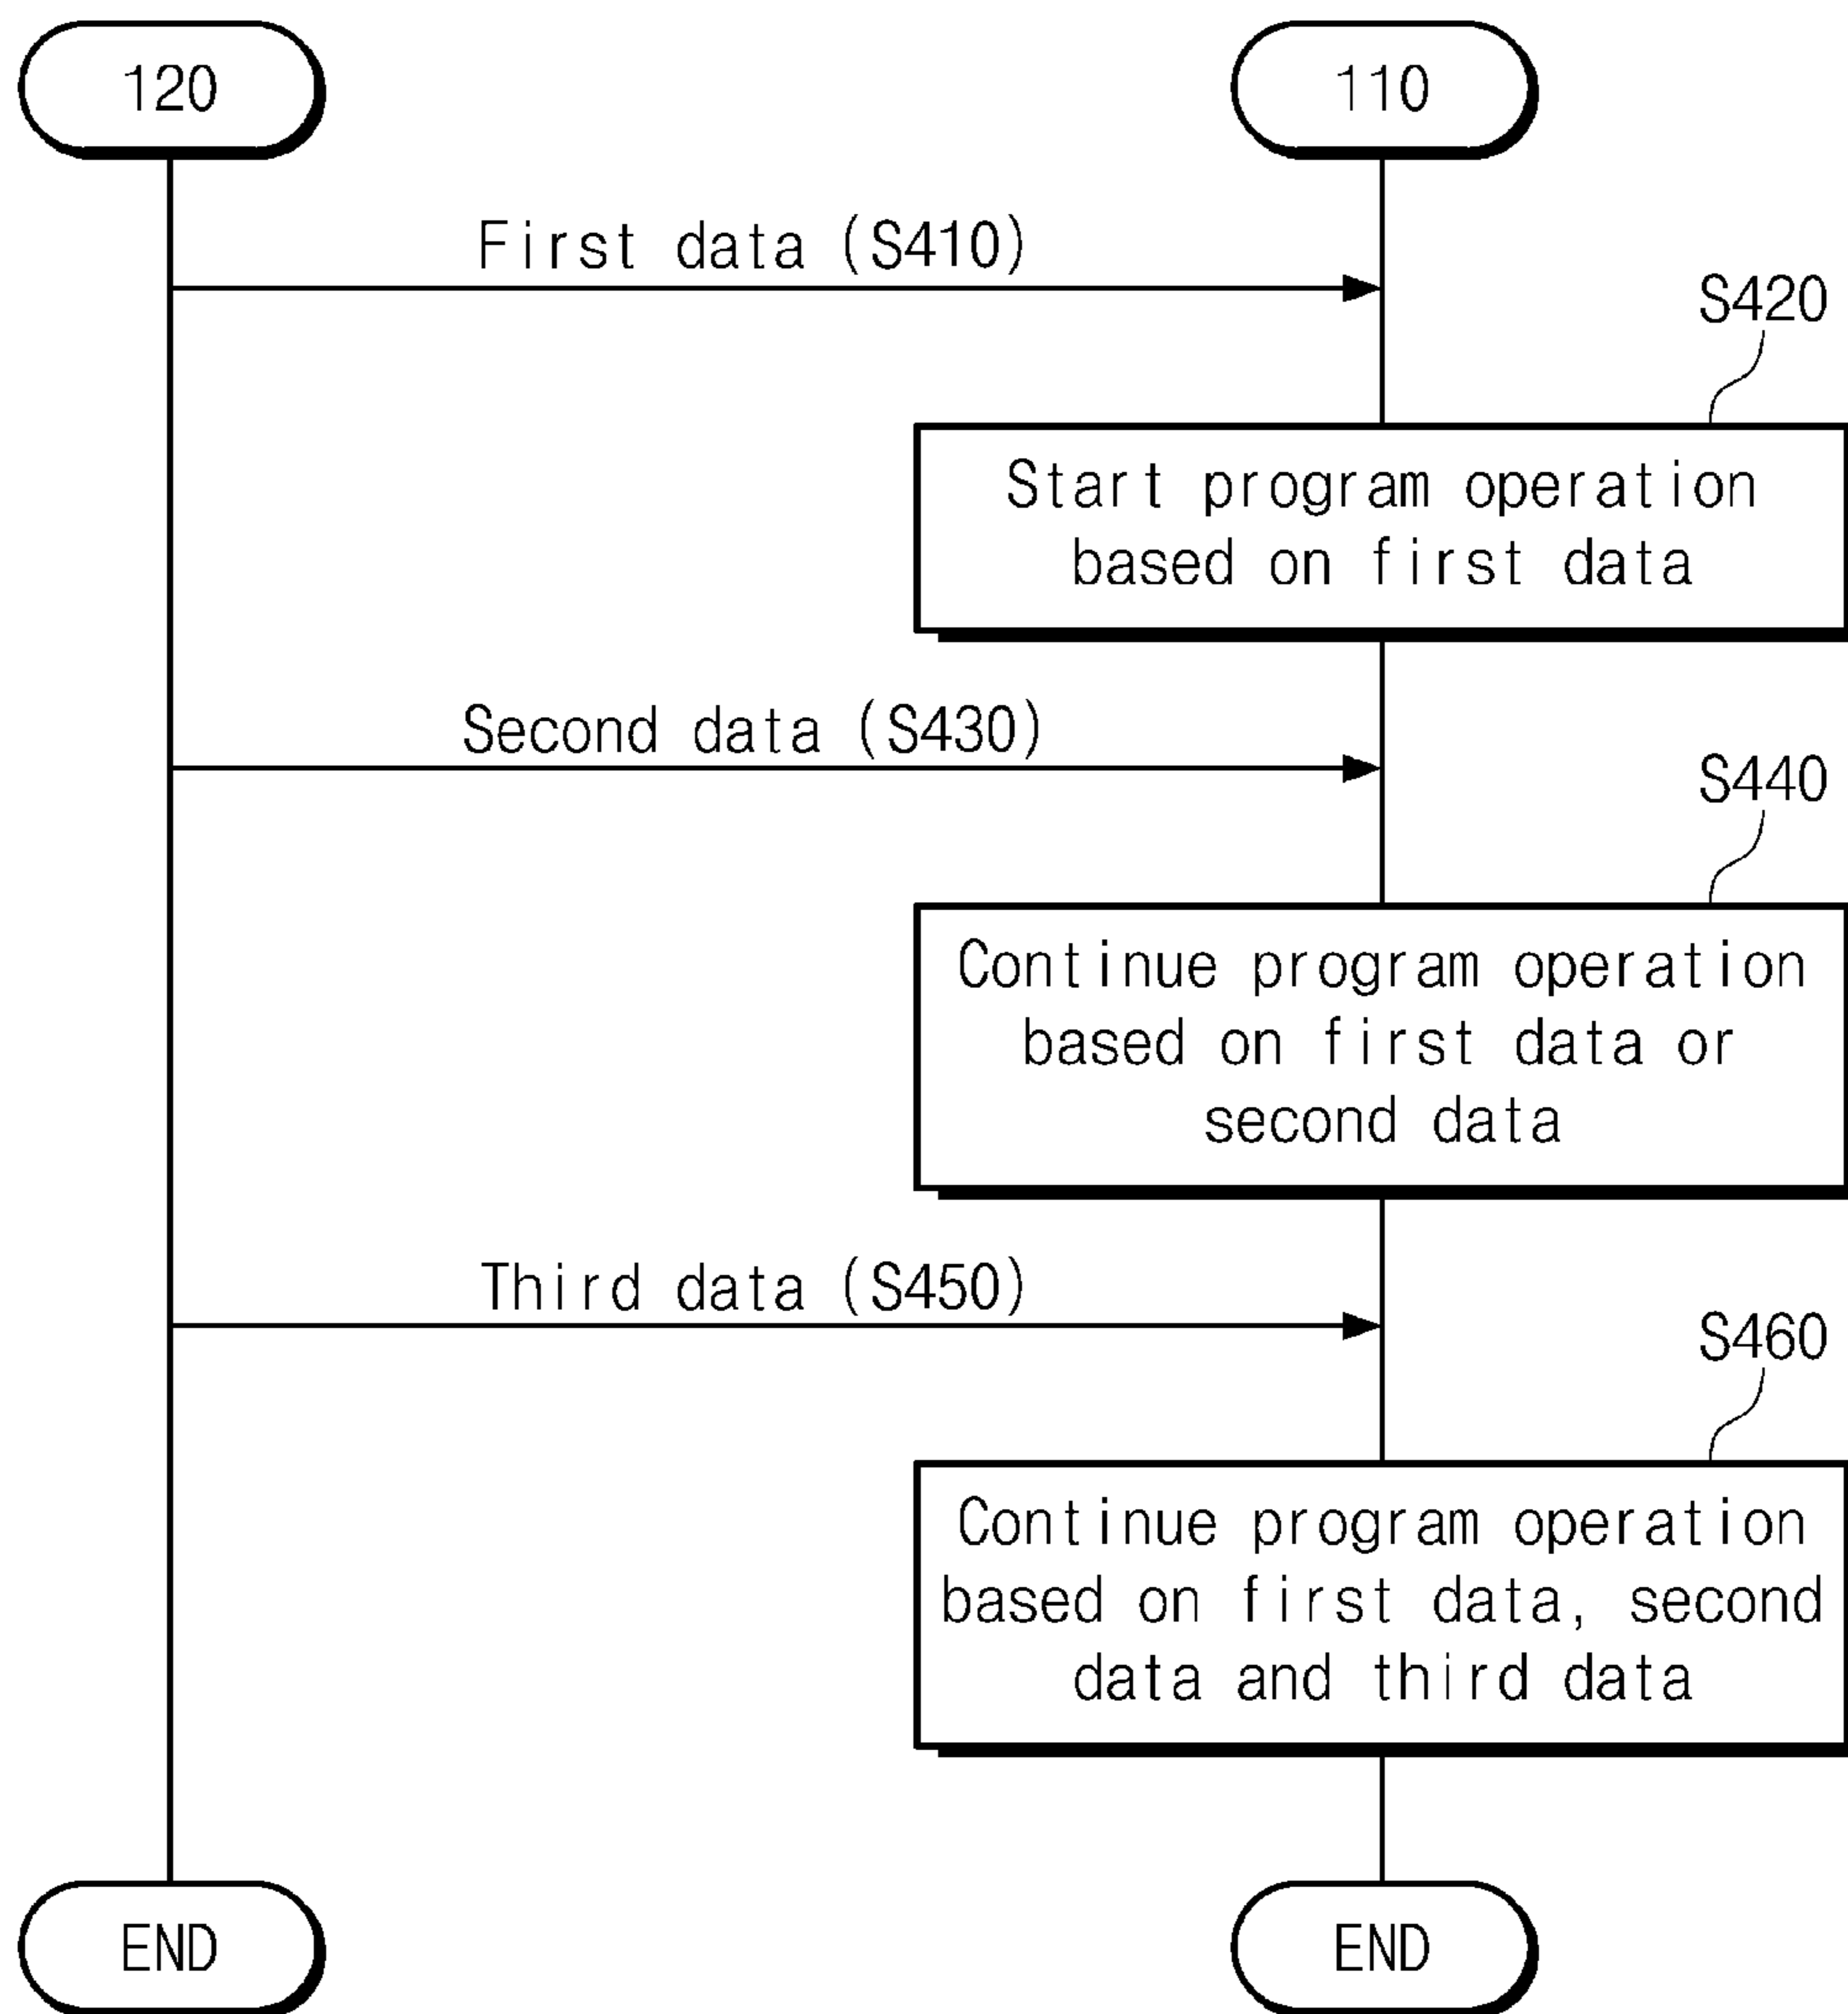 120
110
First data (S410)
S420
Start program operation
based on first data
Second data (S430)
S440
Continue program operation
based on first data or
second data
Third data (S450)
S460
Continue program operation
based on first data, second
data and third data
END
END